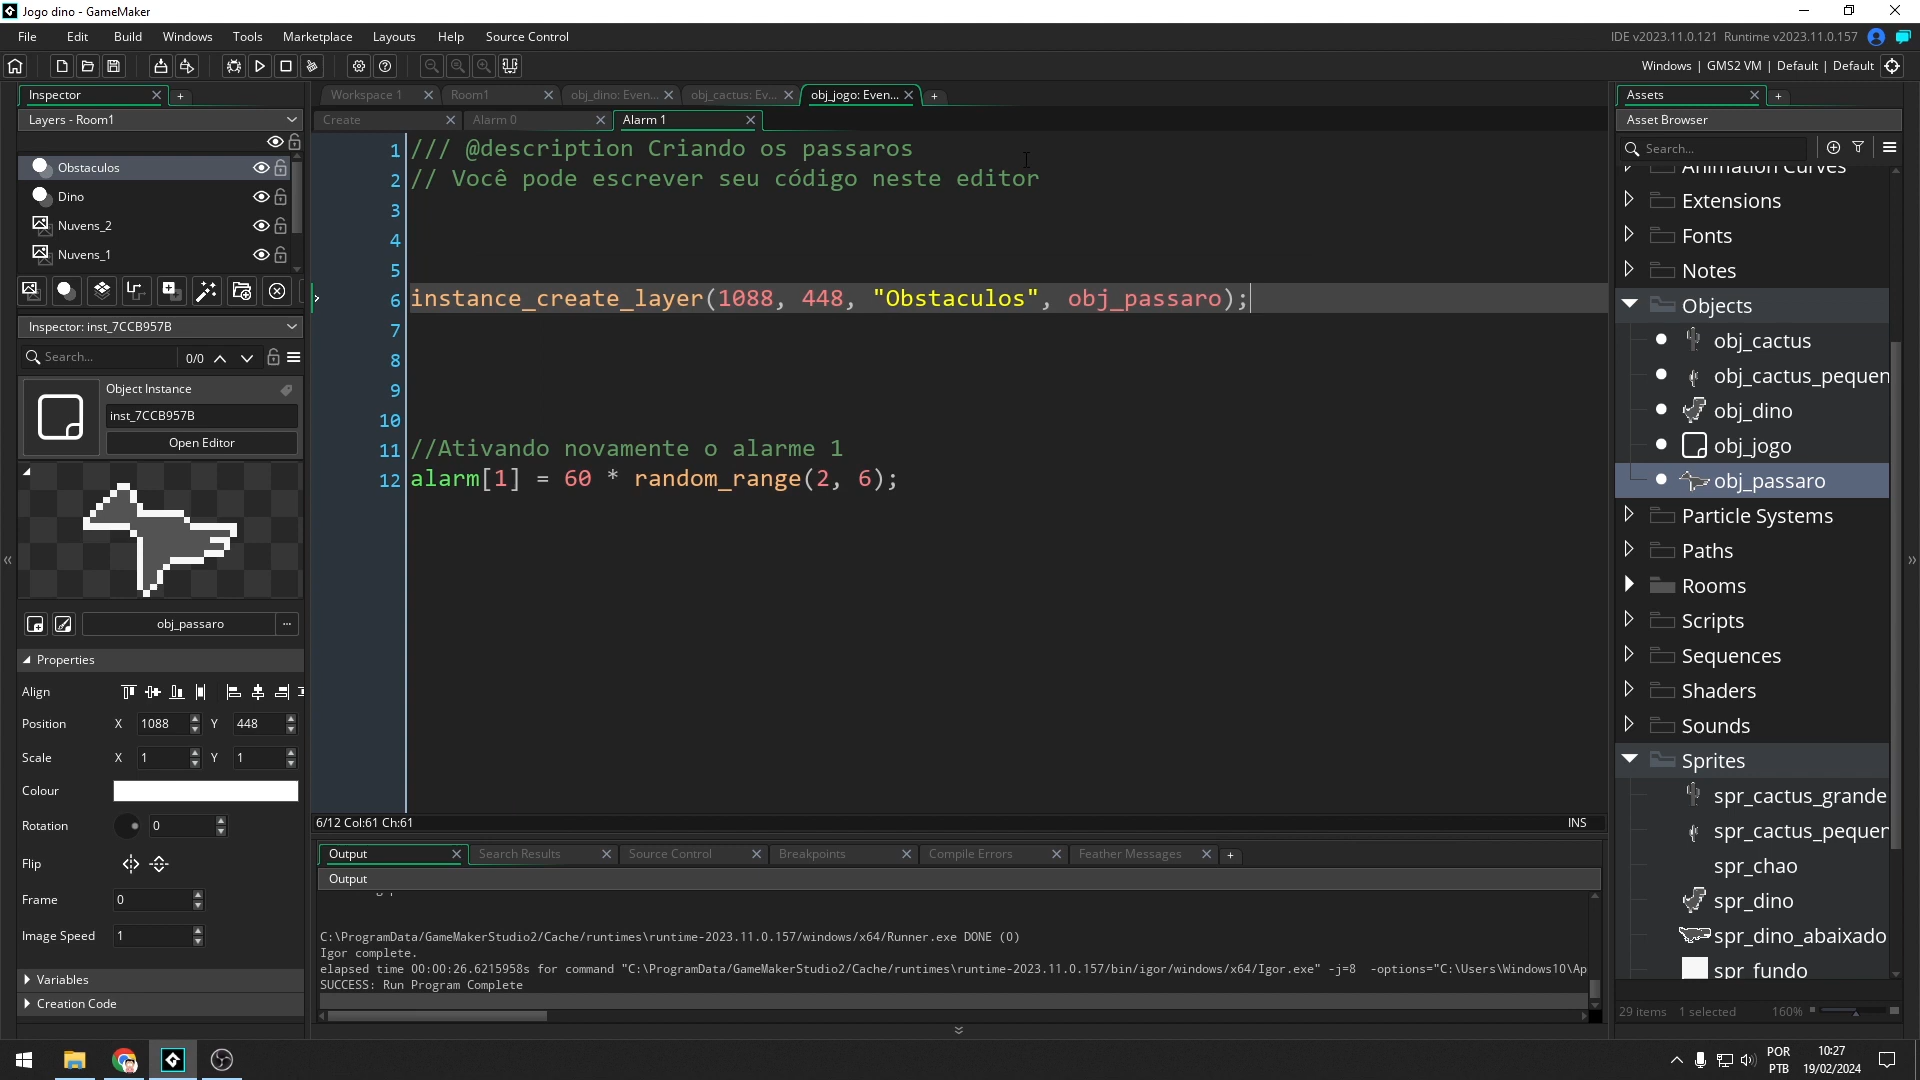 Jogo dino - GameMaker
File Edit Build Windows Tools Marketplace Layouts Help Source Control
IDE v2023.11.0.121 Runtime v2023.11.0.157
Windows | GMS2 VM | Default | Default
Inspector
Layers - Room1
Obstaculos
Dino
Nuvens_2
Nuvens_1
Inspector: inst_7CCB957B
Search... 0/0
Object Instance
inst_7CCB957B
Open Editor
obj_passaro ...
Properties
Align
Position X 1088 Y 448
Scale X 1 Y 1
Colour
Rotation 0
Flip
Frame 0
Image Speed 1
Variables
Creation Code
Workspace 1 Room1 obj_dino: Even... obj_cactus: Ev... obj_jogo: Even...
Create Alarm 0 Alarm 1
1 /// @description Criando os passaros
2 // Você pode escrever seu código neste editor
3
4
5
6 instance_create_layer(1088, 448, "Obstaculos", obj_passaro);
7
8
9
10
11 //Ativando novamente o alarme 1
12 alarm[1] = 60 * random_range(2, 6);
6/12 Col:61 Ch:61 INS
Output Search Results Source Control Breakpoints Compile Errors Feather Messages
Output
C:\ProgramData/GameMakerStudio2/Cache/runtimes\runtime-2023.11.0.157/windows/x64/Runner.exe DONE (0)
Igor complete.
elapsed time 00:00:26.6215958s for command "C:\ProgramData/GameMakerStudio2/Cache/runtimes\runtime-2023.11.0.157/bin/igor/windows/x64/Igor.exe" -j=8 -options="C:\Users\Windows10\Ap
SUCCESS: Run Program Complete
Assets
Asset Browser
Search...
Animation Curves
Extensions
Fonts
Notes
Objects
obj_cactus
obj_cactus_pequen
obj_dino
obj_jogo
obj_passaro
Particle Systems
Paths
Rooms
Scripts
Sequences
Shaders
Sounds
Sprites
spr_cactus_grande
spr_cactus_pequen
spr_chao
spr_dino
spr_dino_abaixado
spr_fundo
29 items 1 selected 160%
POR
PTB
10:27
19/02/2024